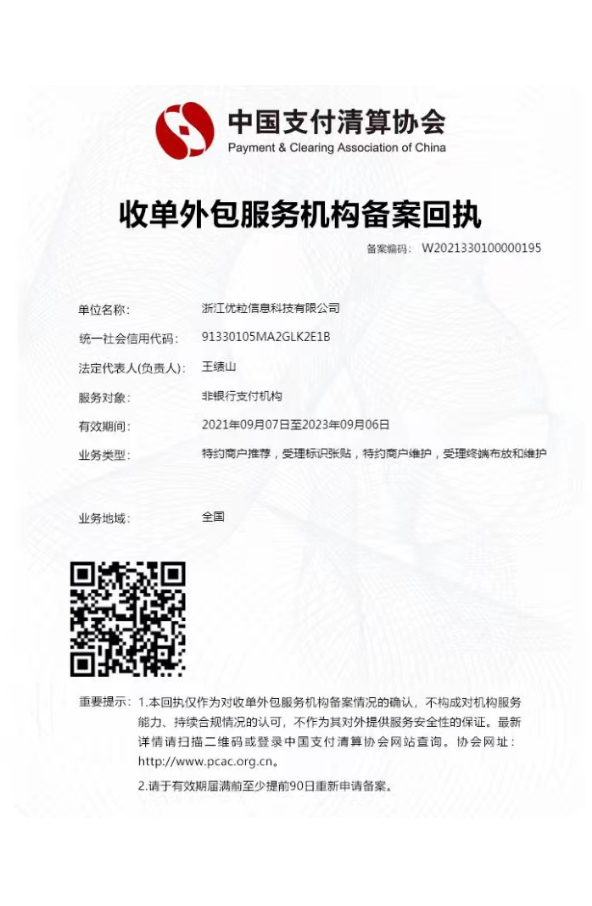 中国支付清算协会
Payment & Clearing Association of China
收单外包服务机构备案回执
备案编码： W2021330100000195
单位名称： 浙江优粒信息科技有限公司
统一社会信用代码： 91330105MA2GLK2E1B
法定代表人(负责人)： 王绩山
服务对象： 非银行支付机构
有效期间： 2021年09月07日至2023年09月06日
业务类型： 特约商户推荐，受理标识张贴，特约商户维护，受理终端布放和维护
业务地域： 全国
重要提示： 1.本回执仅作为对收单外包服务机构备案情况的确认，不构成对机构服务
能力、持续合规情况的认可，不作为其对外提供服务安全性的保证。最新
详情请扫描二维码或登录中国支付清算协会网站查询。协会网址：
http://www.pcac.org.cn。
2.请于有效期届满前至少提前90日重新申请备案。